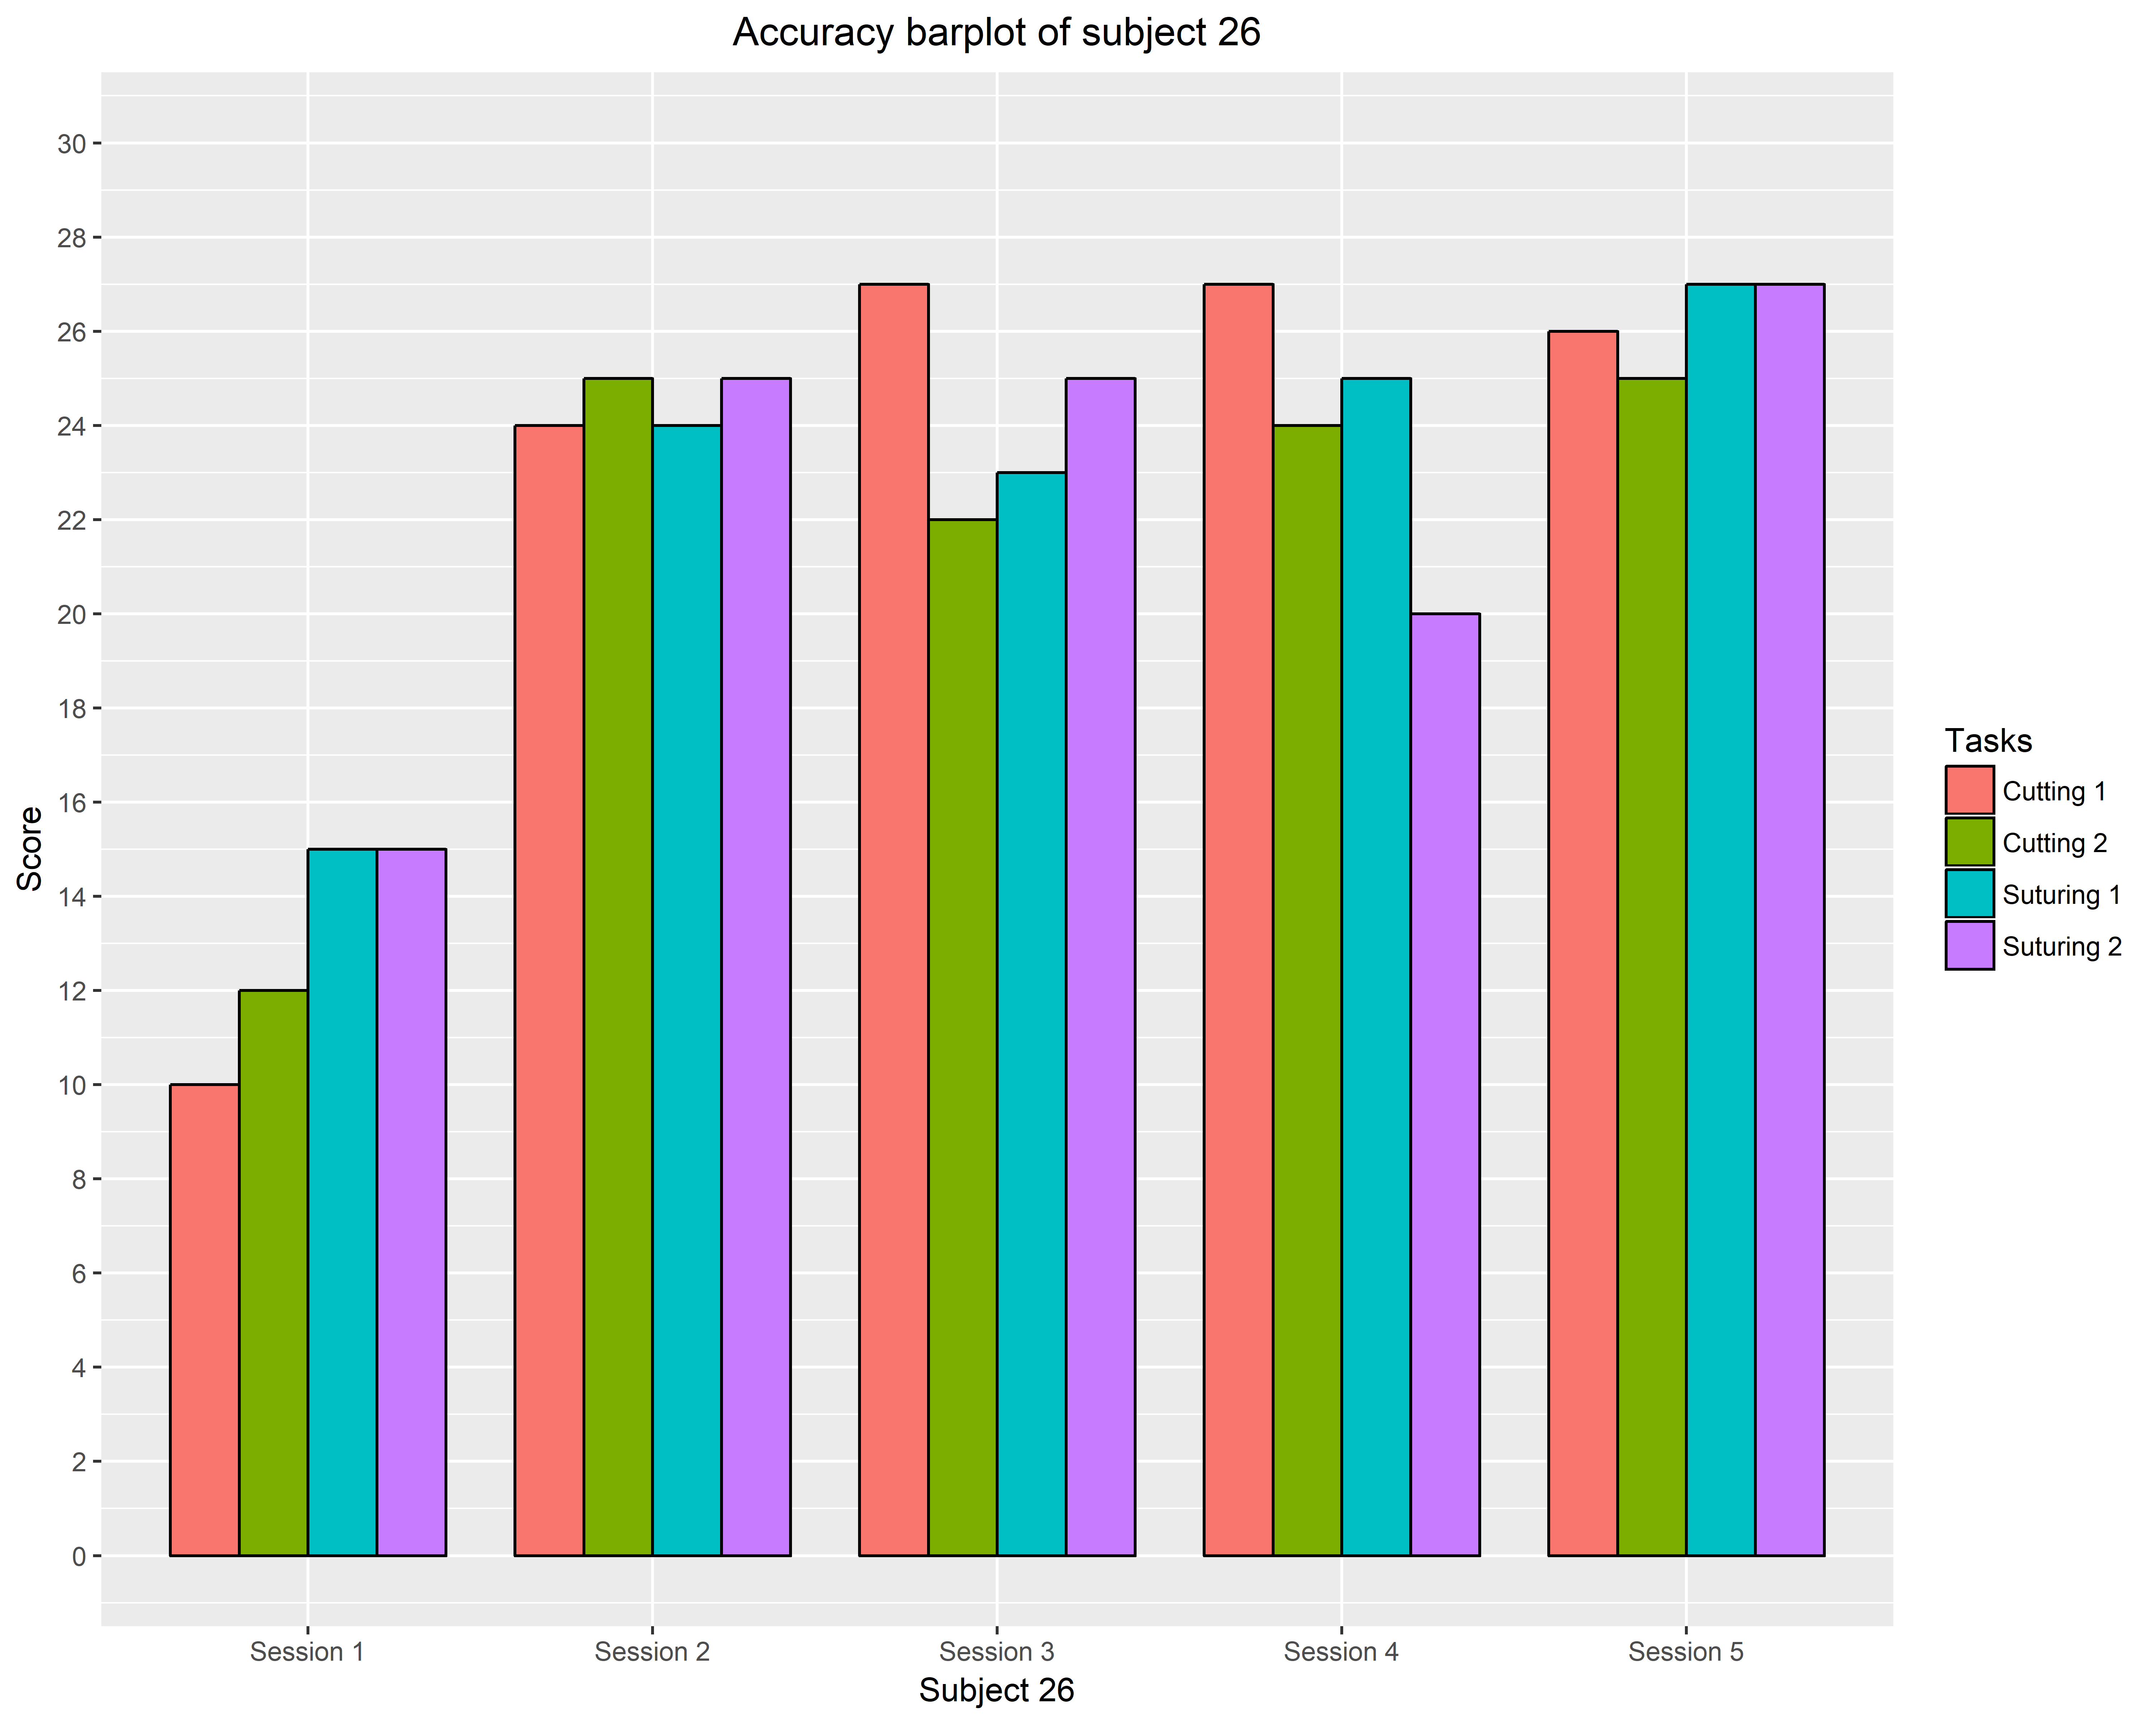 Accuracy barplot of subject 26
30
28
26
24
22
20
18
16
14
12
10
8
6
4
2
0
Score
Session 1 Session 2 Session 3 Session 4 Session 5
Subject 26
Tasks
Cutting 1
Cutting 2
Suturing 1
Suturing 2